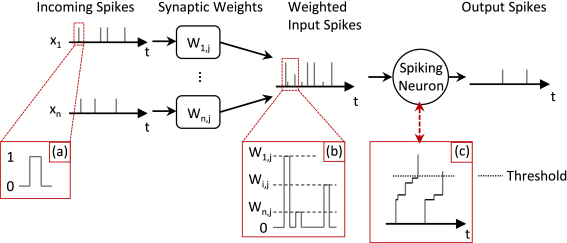 Incoming Spikes
Synaptic Weights
Weighted
Input Spikes
Output Spikes
x1
t
W1,j
...
xn
t
Wn,j
t
Spiking
Neuron
t
(a)
1
0
(b)
W1,j
Wi,j
Wn,j
0
(c)
Threshold
t